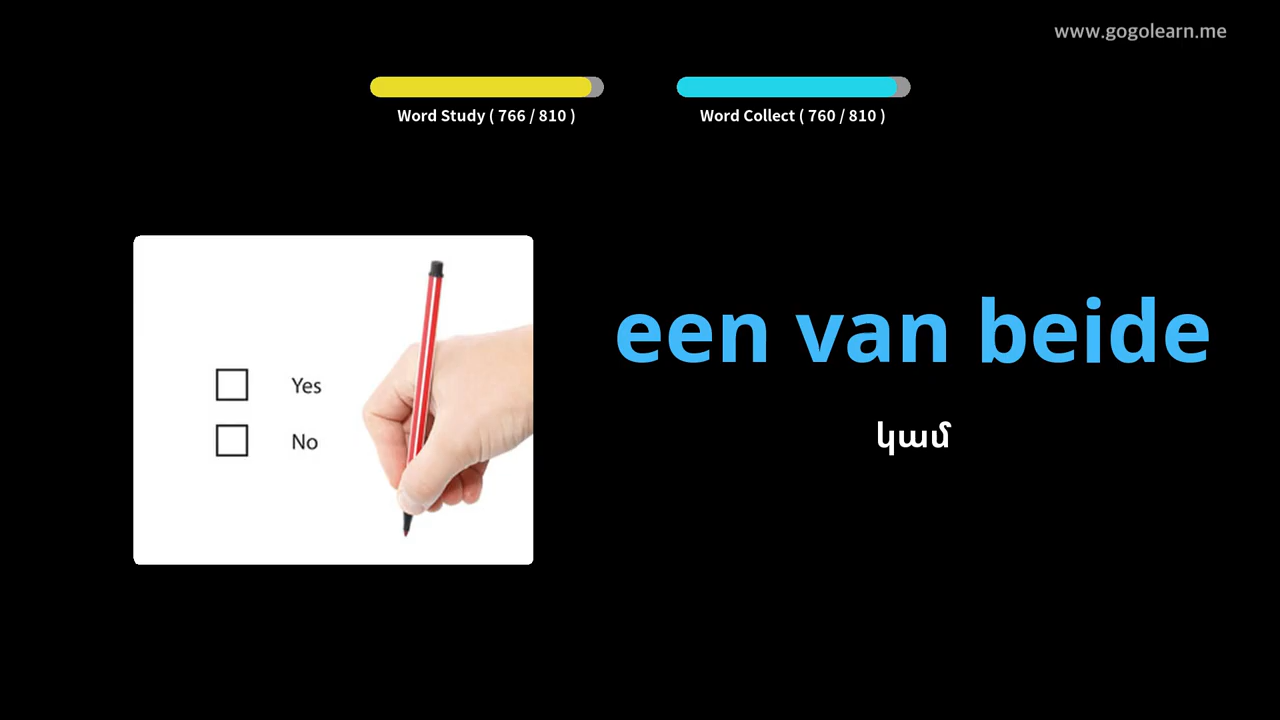 www.gogolearn.me
Word Study ( 766 / 810 )
Word Collect ( 760 / 810 )
een van beide
կամ
Yes
No